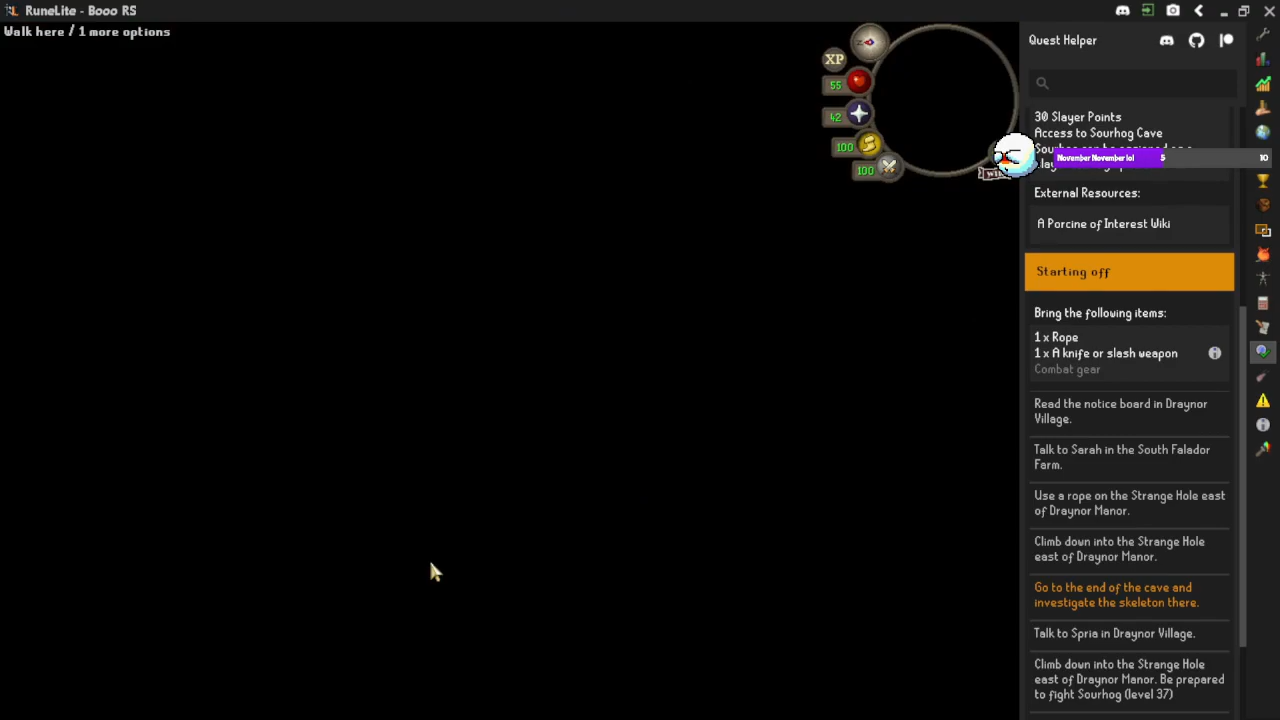 RuneLite - Booo RS
Walk here / 1 more options
XP
55
42
100
100
Quest Helper
30 Slayer Points
Access to Sourhog Cave
November November lol 5 10
External Resources:
A Porcine of Interest Wiki
Starting off
Bring the following items:
1 x Rope
1 x A knife or slash weapon
Combat gear
Read the notice board in Draynor
Village.
Talk to Sarah in the South Falador
Farm.
Use a rope on the Strange Hole east
of Draynor Manor.
Climb down into the Strange Hole
east of Draynor Manor.
Go to the end of the cave and
investigate the skeleton there.
Talk to Spria in Draynor Village.
Climb down into the Strange Hole
east of Draynor Manor. Be prepared
to fight Sourhog (level 37)